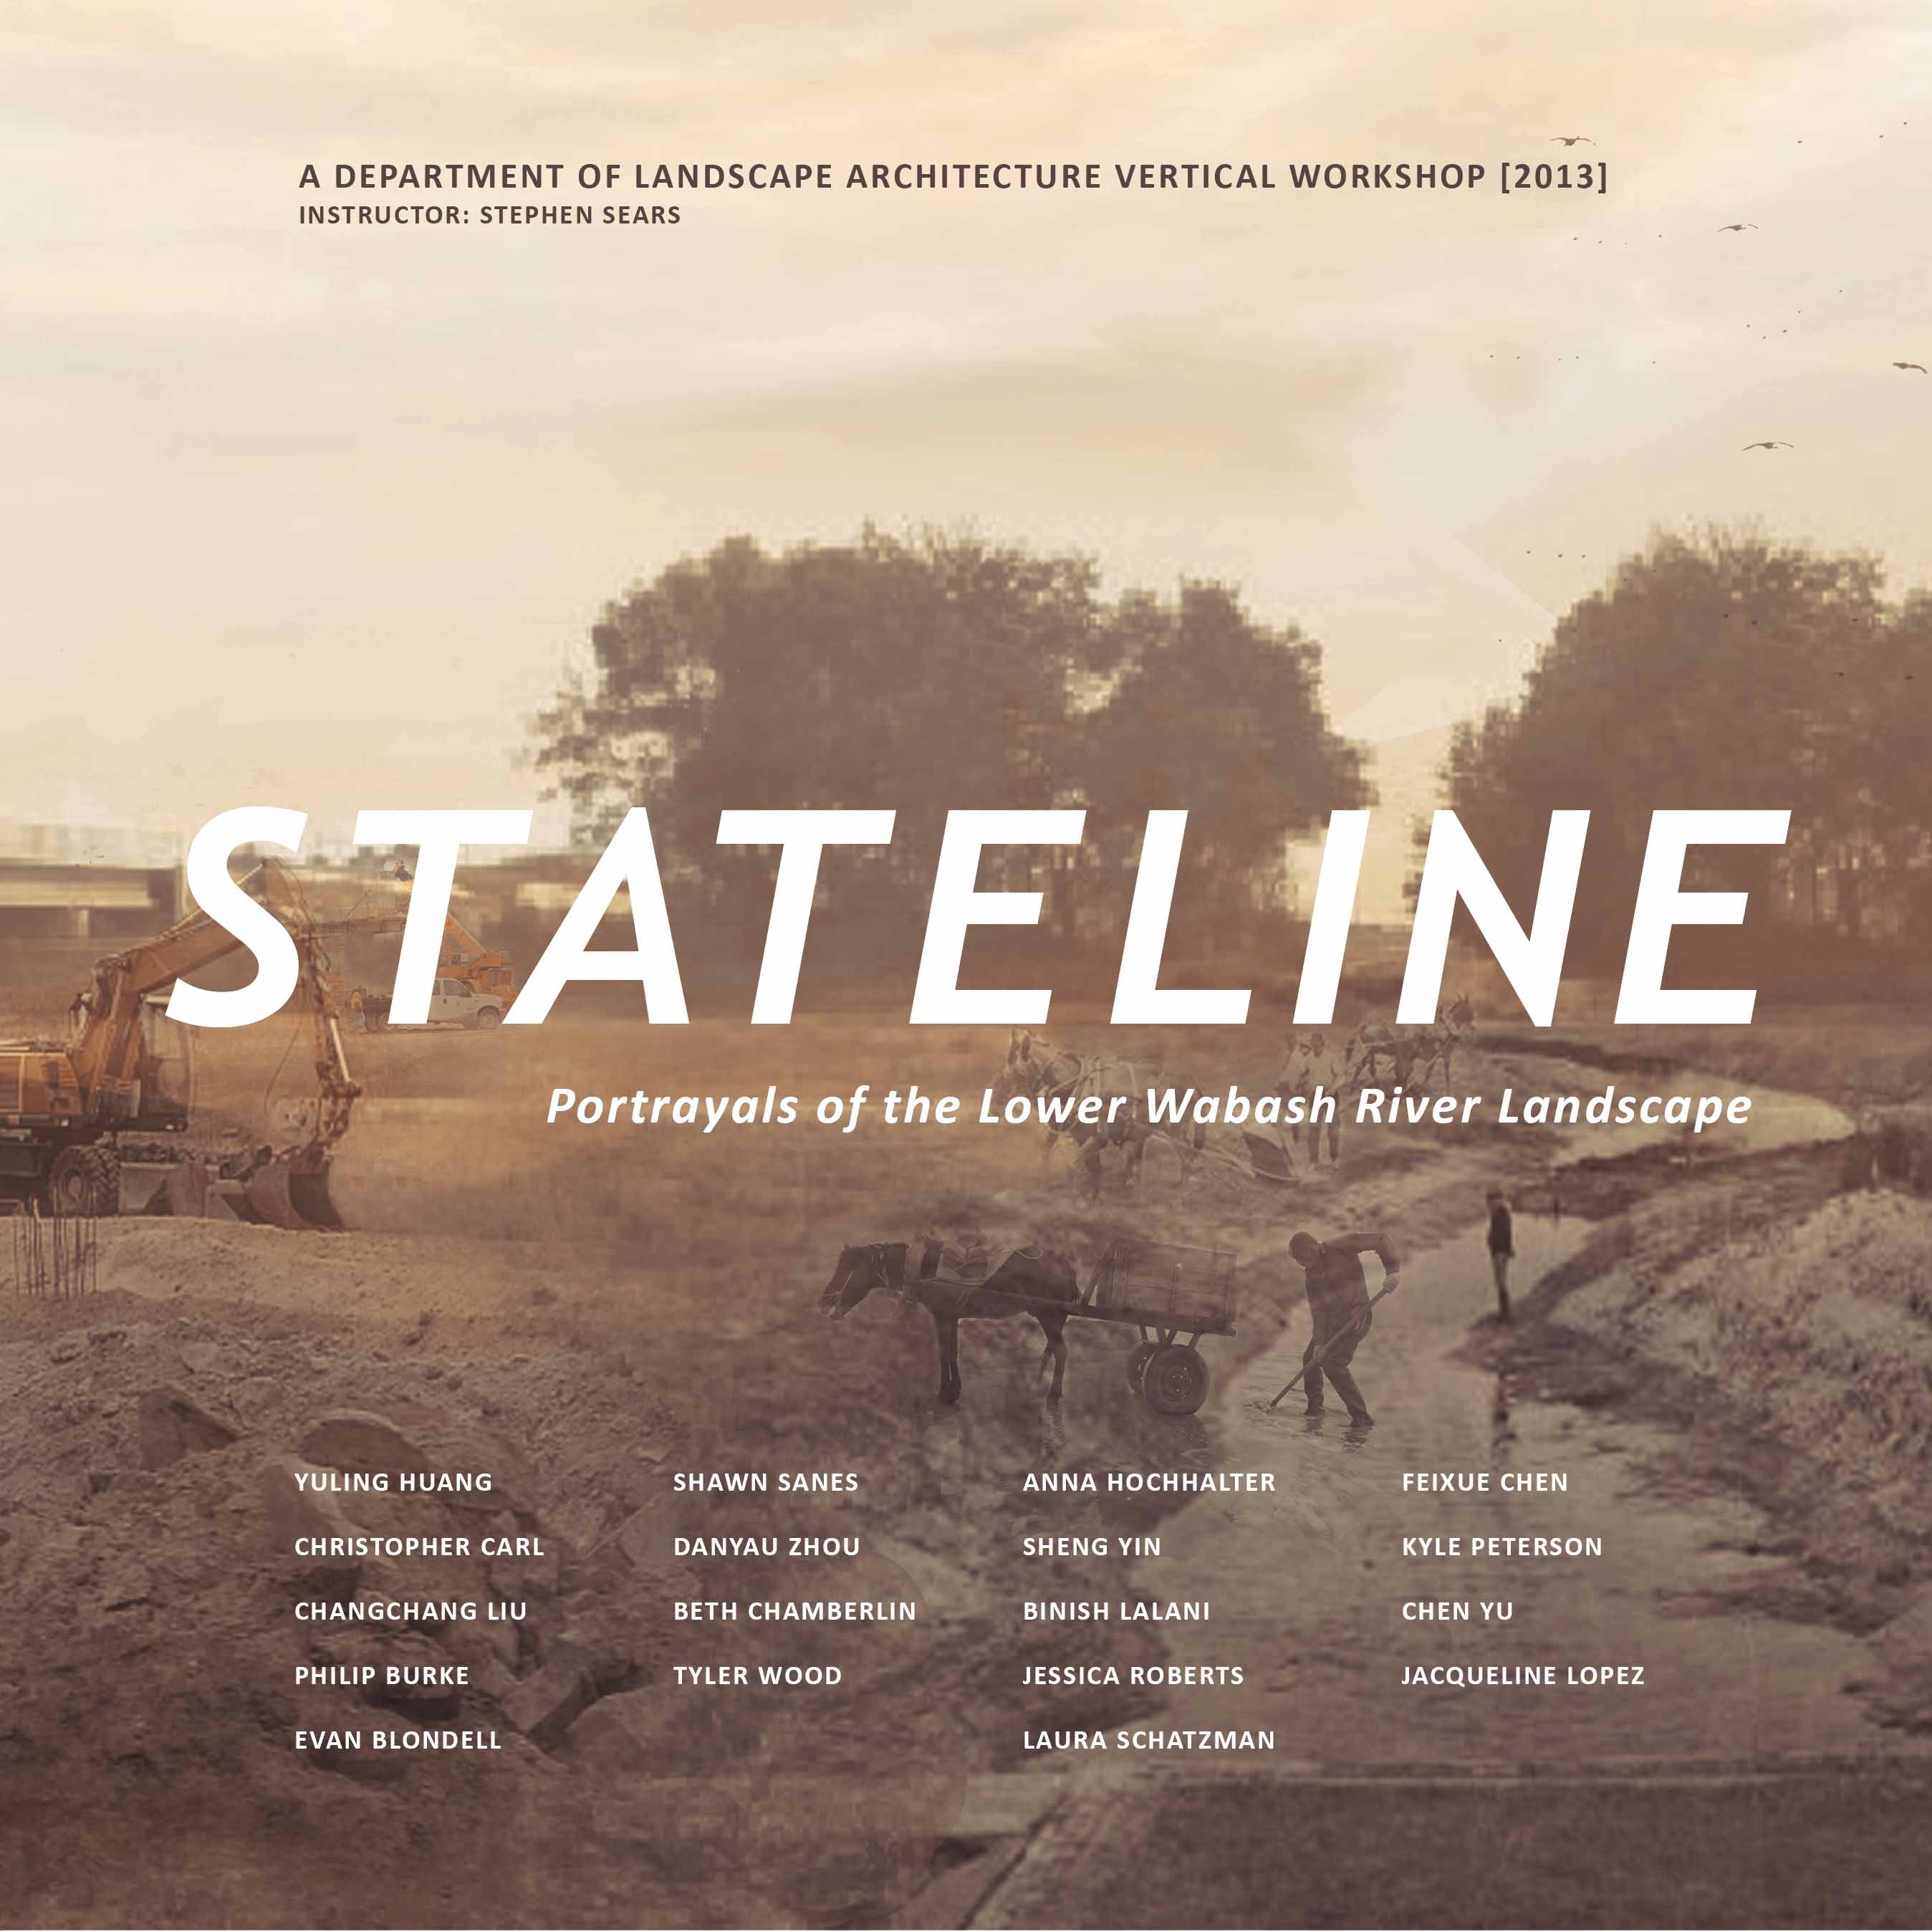 A DEPARTMENT OF LANDSCAPE ARCHITECTURE VERTICAL WORKSHOP [2013]
INSTRUCTOR: STEPHEN SEARS
STATELINE
Portrayals of the Lower Wabash River Landscape
YULING HUANG SHAWN SANES ANNA HOCHHALTER FEIXUE CHEN
CHRISTOPHER CARL DANYAU ZHOU SHENG YIN KYLE PETERSON
CHANGCHANG LIU BETH CHAMBERLIN BINISH LALANI CHEN YU
PHILIP BURKE TYLER WOOD JESSICA ROBERTS JACQUELINE LOPEZ
EVAN BLONDELL LAURA SCHATZMAN